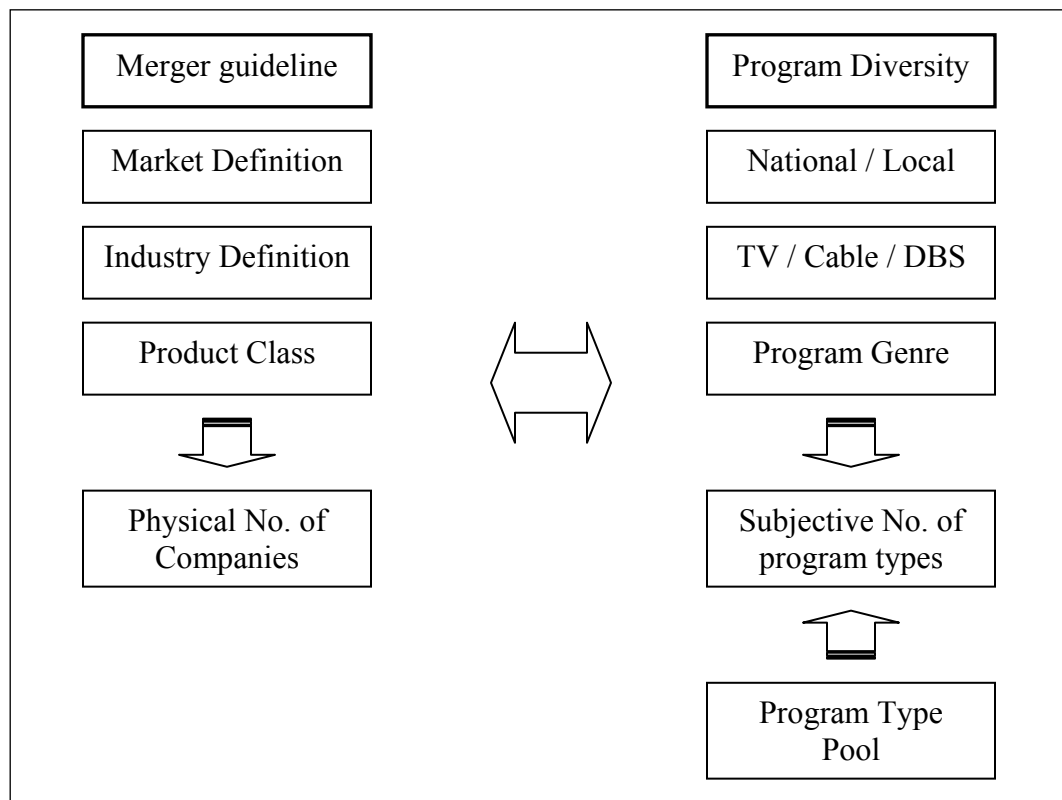 Merger guideline
Program Diversity
Market Definition
National / Local
Industry Definition
TV / Cable / DBS
Product Class
Program Genre
Physical No. of
Companies
Subjective No. of
program types
Program Type
Pool